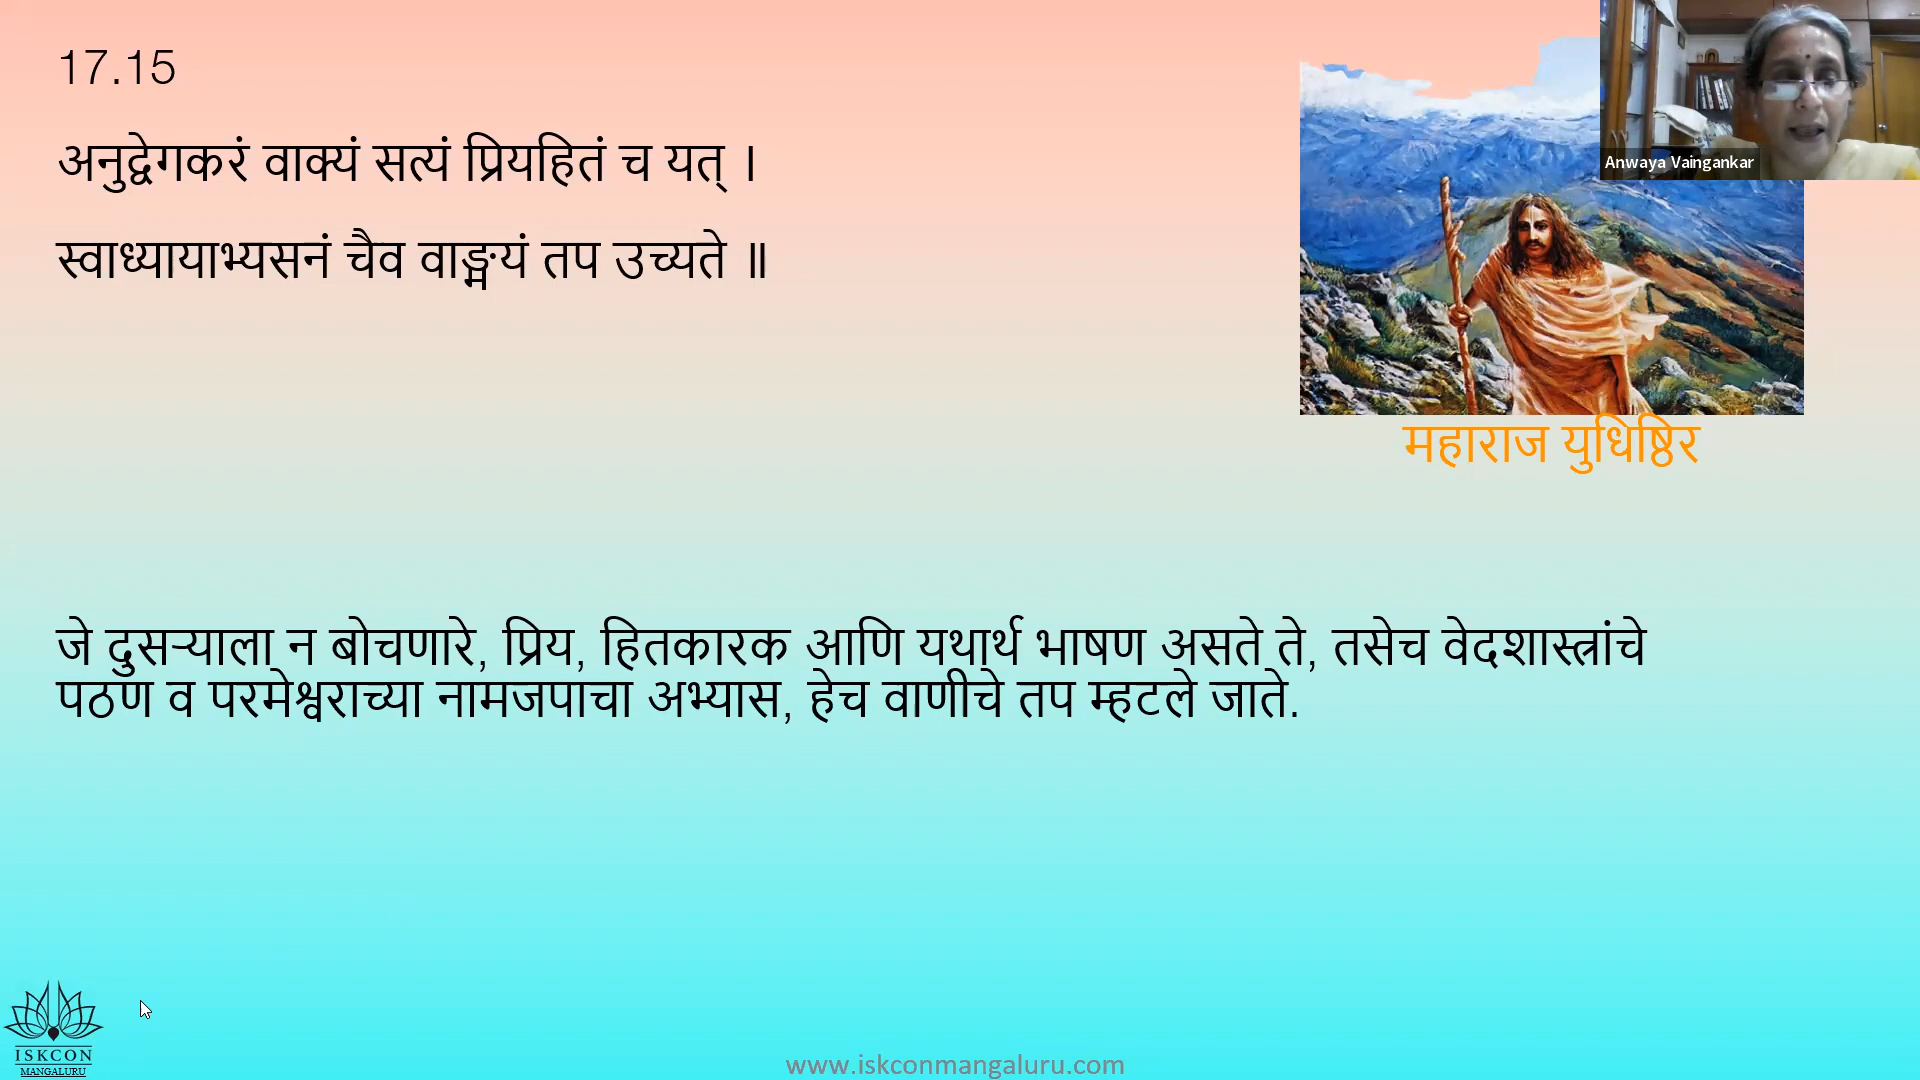 17.15
अनुद्वेगकरं वाक्यं सत्यं प्रियहितं च यत् ।
स्वाध्यायाभ्यसनं चैव वाङ्मयं तप उच्यते ॥
Anwaya Vaingankar
महाराज युधिष्ठिर
जे दुसऱ्याला न बोचणारे, प्रिय, हितकारक आणि यथार्थ भाषण असते ते, तसेच वेदशास्त्रांचे
पठण व परमेश्वराच्या नामजपाचा अभ्यास, हेच वाणीचे तप म्हटले जाते.
ISKCON
MANGALURU
www.iskconmangaluru.com